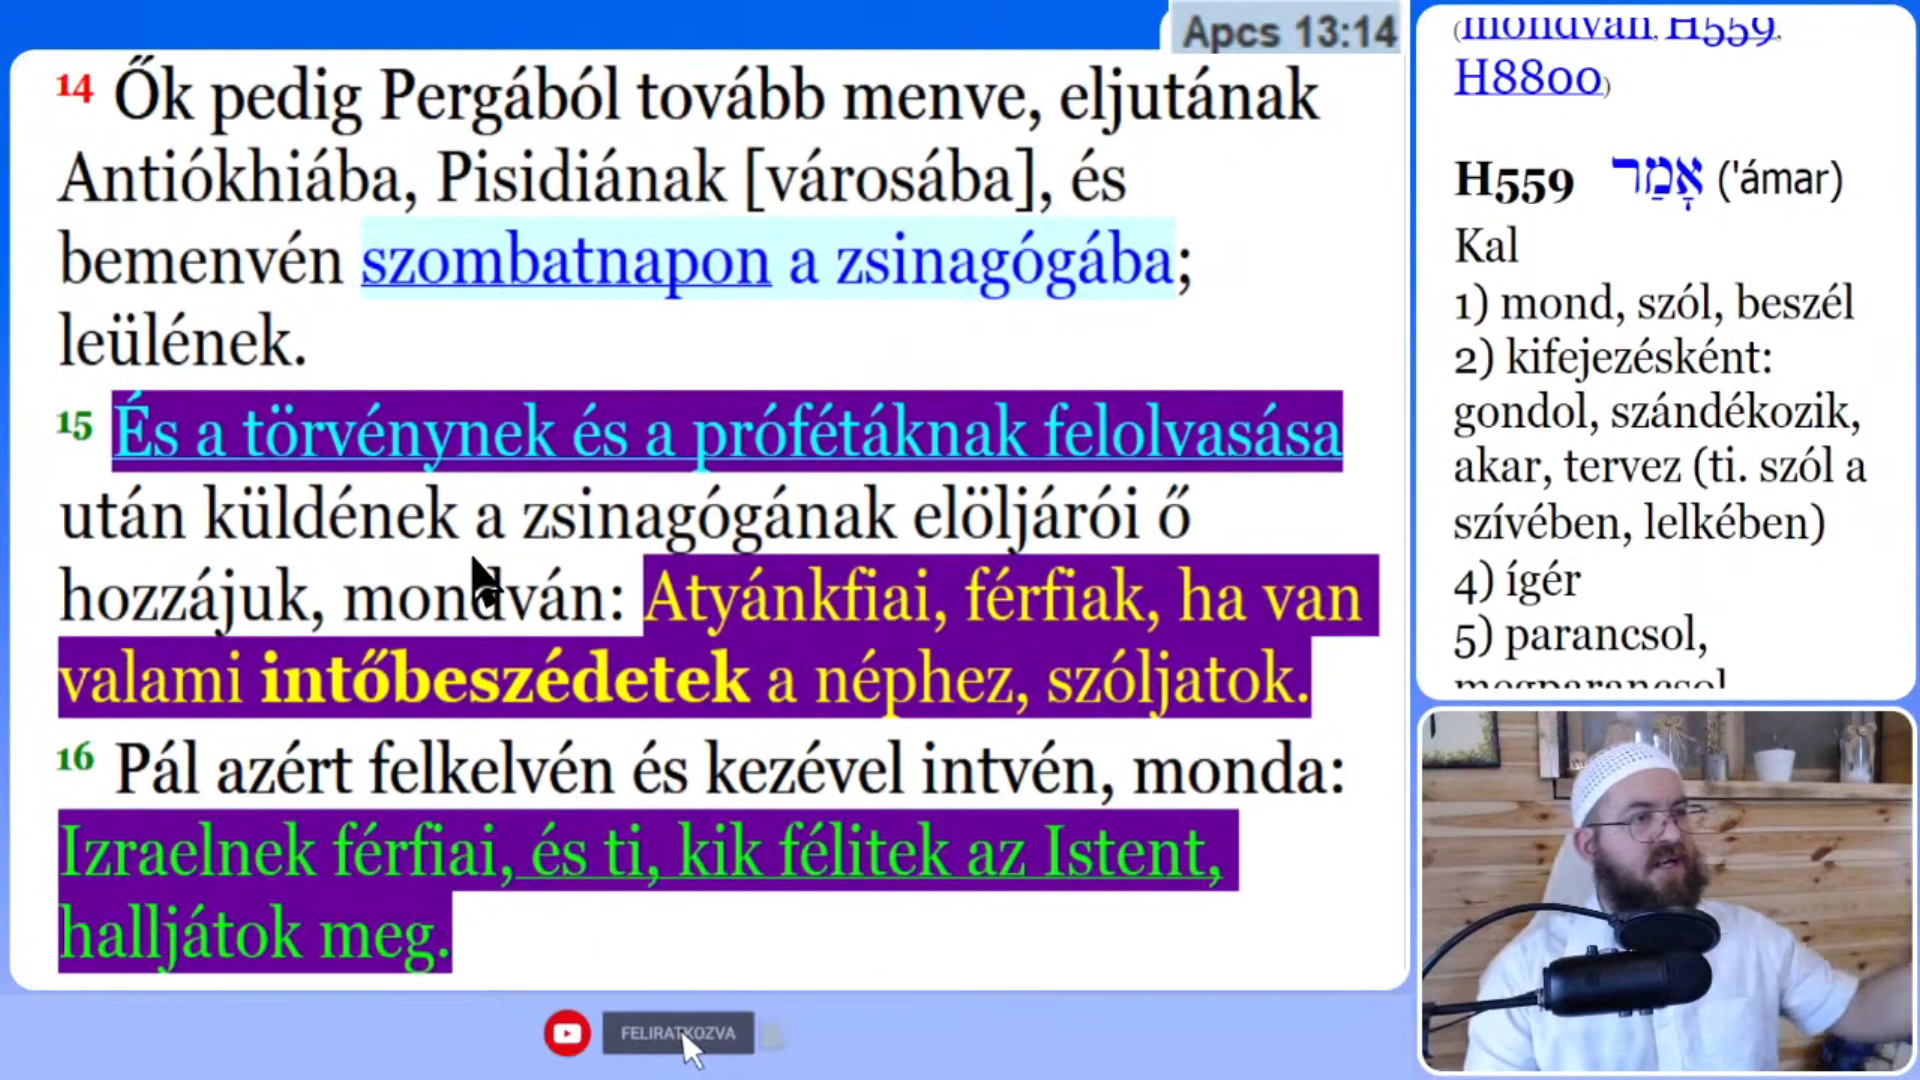 Apcs 13:14
14 Ők pedig Pergából tovább menve, eljutának
Antiókhiába, Pisidiának [városába], és
bemenvén szombatnapon a zsinagógába;
leülének.
15 És a törvénynek és a prófétáknak felolvasása
után küldének a zsinagógának elöljárói ő
hozzájuk, mondván: Atyánkfiai, férfiak, ha van
valami intőbeszédetek a néphez, szóljatok.
16 Pál azért felkelvén és kezével intvén, monda:
Izraelnek férfiai, és ti, kik félitek az Istent,
halljátok meg.
(mondván, H559,
H8800)
H559 אָמַר ('ámar)
Kal
1) mond, szól, beszél
2) kifejezésként:
gondol, szándékozik,
akar, tervez (ti. szól a
szívében, lelkében)
4) ígér
5) parancsol,
megparancsol
FELIRATKOZVA